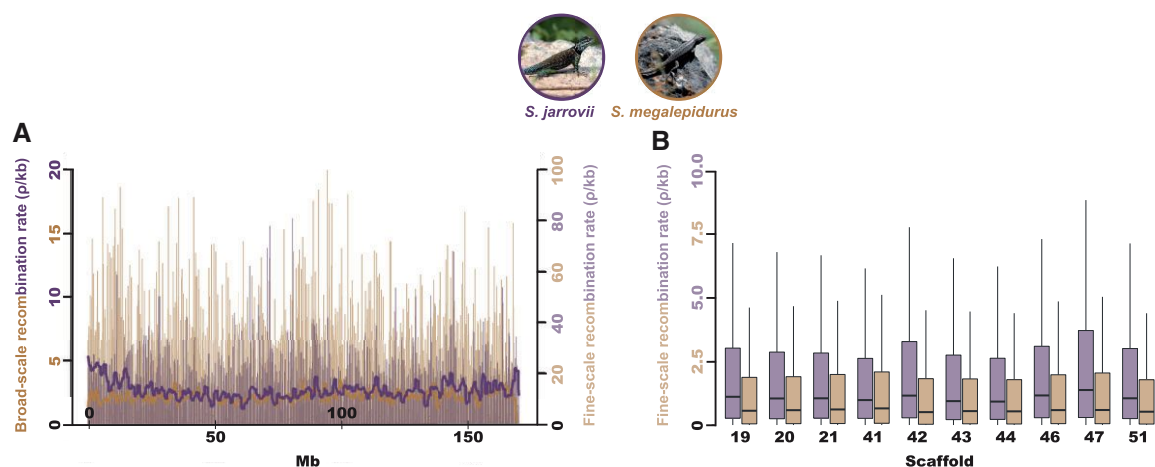 S. jarrovii
S. megalepidurus
A
Broad-scale recombination rate (ρ/kb)
20
15
10
5
0
100
80
60
40
20
0
Fine-scale recombination rate (ρ/kb)
0
50
100
150
Mb
B
Fine-scale recombination rate (ρ/kb)
10.0
7.5
5.0
2.5
0
19 20 21 41 42 43 44 46 47 51
Scaffold